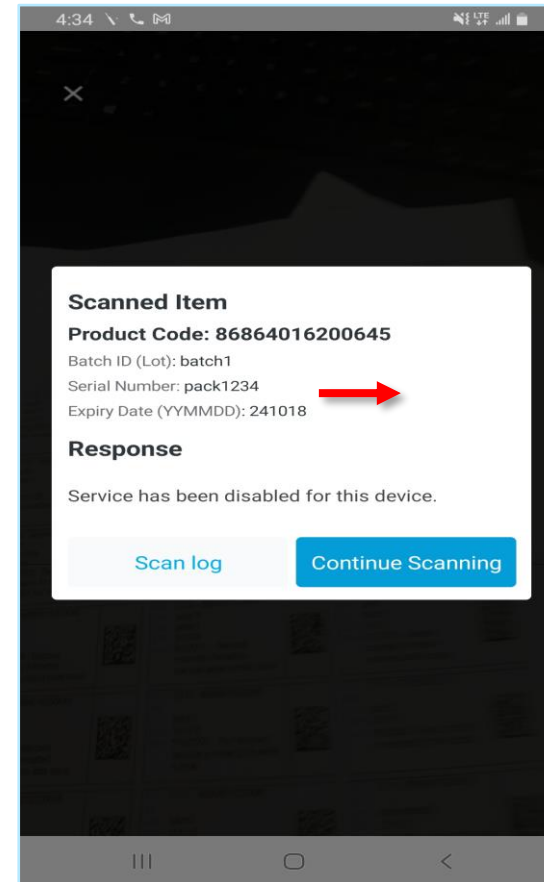 4:34
LTE
Scanned Item
Product Code: 86864016200645
Batch ID (Lot): batch1
Serial Number: pack1234
Expiry Date (YYMMDD): 241018
Response
Service has been disabled for this device.
Scan log
Continue Scanning